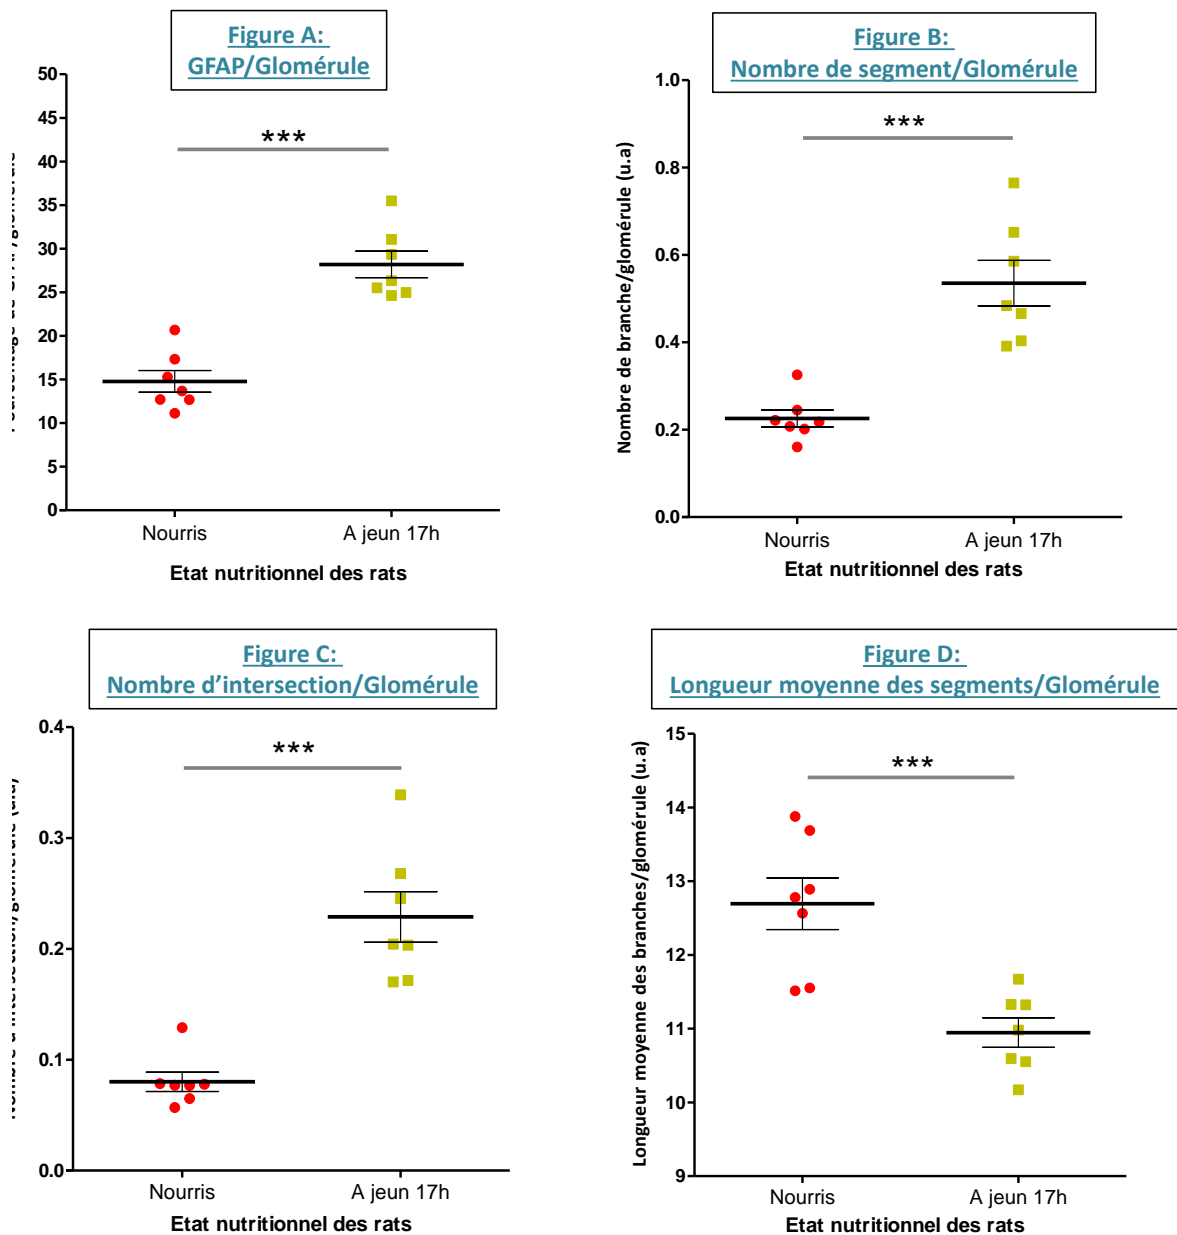 Figure A:
GFAP/Glomérule
50
45
40
35
30
25
20
15
10
5
0
***
Nourris
A jeun 17h
Etat nutritionnel des rats
Figure B:
Nombre de segment/Glomérule
Nombre de branche/glomérule (u.a)
1.0
0.8
0.6
0.4
0.2
0.0
***
Nourris
A jeun 17h
Etat nutritionnel des rats
Figure C:
Nombre d’intersection/Glomérule
0.4
0.3
0.2
0.1
0.0
***
Nourris
A jeun 17h
Etat nutritionnel des rats
Figure D:
Longueur moyenne des segments/Glomérule
Longueur moyenne des branches/glomérule (u.a)
15
14
13
12
11
10
9
***
Nourris
A jeun 17h
Etat nutritionnel des rats